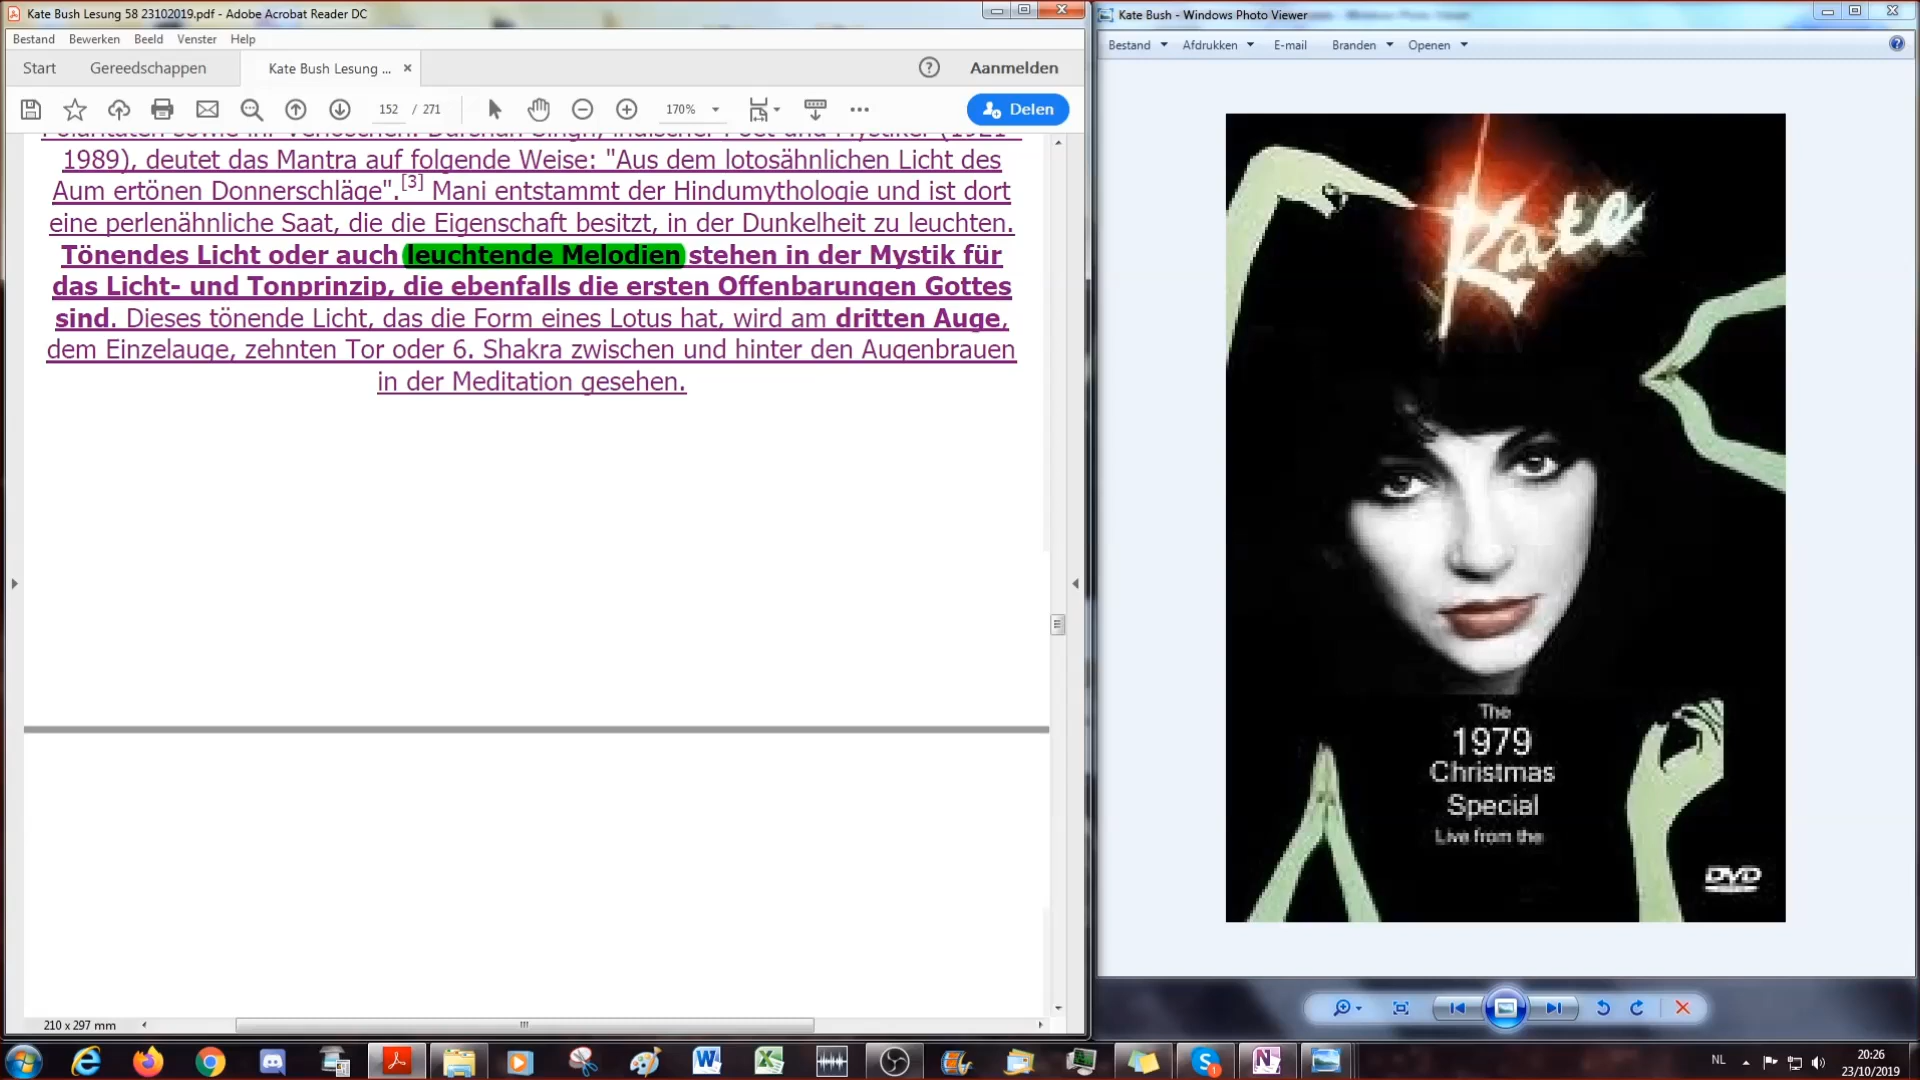 Kate Bush Lesung 58 23102019.pdf - Adobe Acrobat Reader DC
Bestand Bewerken Beeld Venster Help
Start Gereedschappen Kate Bush Lesung ... × Aanmelden
152 / 271 170% Delen
1989), deutet das Mantra auf folgende Weise: "Aus dem lotosähnlichen Licht des
Aum ertönen Donnerschläge".[3] Mani entstammt der Hindumythologie und ist dort
eine perlenähnliche Saat, die die Eigenschaft besitzt, in der Dunkelheit zu leuchten.
Tönendes Licht oder auch leuchtende Melodien stehen in der Mystik für
das Licht- und Tonprinzip, die ebenfalls die ersten Offenbarungen Gottes
sind. Dieses tönende Licht, das die Form eines Lotus hat, wird am dritten Auge,
dem Einzelauge, zehnten Tor oder 6. Shakra zwischen und hinter den Augenbrauen
in der Meditation gesehen.
210 x 297 mm
Kate Bush - Windows Photo Viewer
Bestand Afdrukken E-mail Branden Openen
Kate
The
1979
Christmas
Special
Live from the
DVD
NL
20:26
23/10/2019